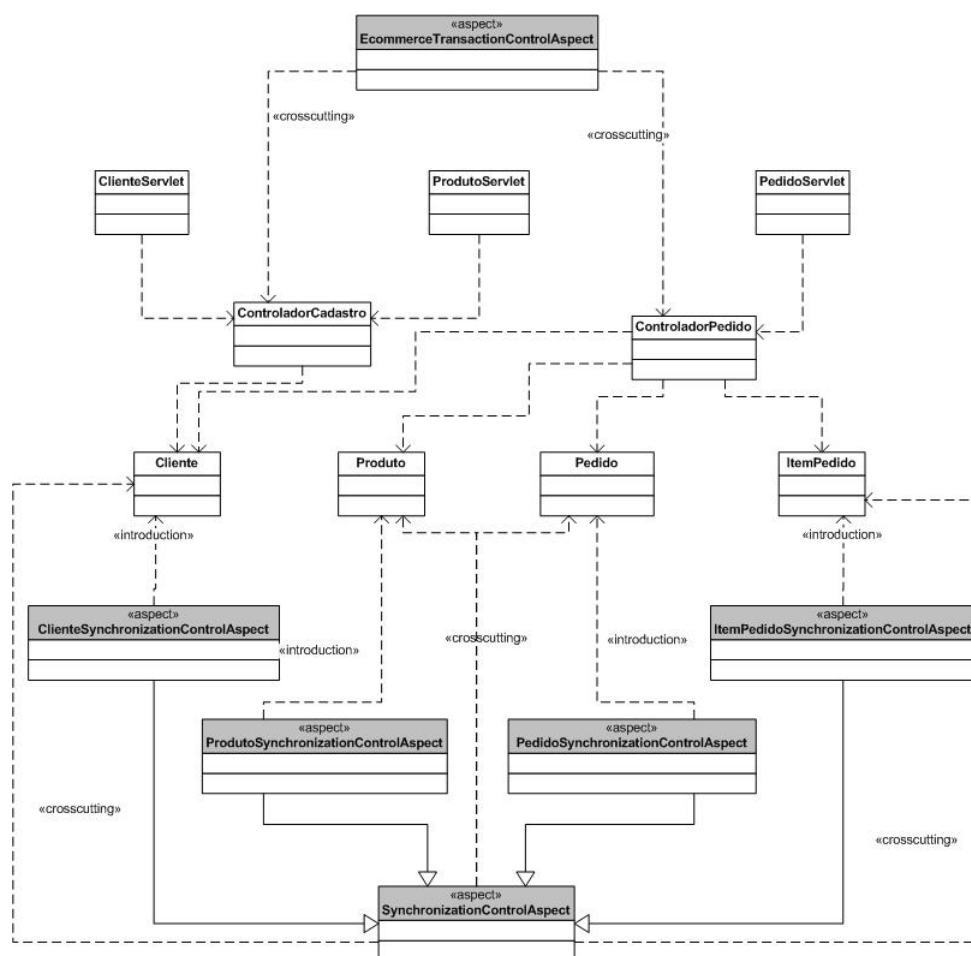 «aspect»
EcommerceTransactionControlAspect
«crosscutting»
«crosscutting»
ClienteServlet
ProdutoServlet
PedidoServlet
ControladorCadastro
ControladorPedido
Cliente
Produto
Pedido
ItemPedido
«introduction»
«introduction»
«aspect»
ClienteSynchronizationControlAspect
«aspect»
ItemPedidoSynchronizationControlAspect
«introduction»
«crosscutting»
«introduction»
«aspect»
ProdutoSynchronizationControlAspect
«aspect»
PedidoSynchronizationControlAspect
«crosscutting»
«crosscutting»
«aspect»
SynchronizationControlAspect